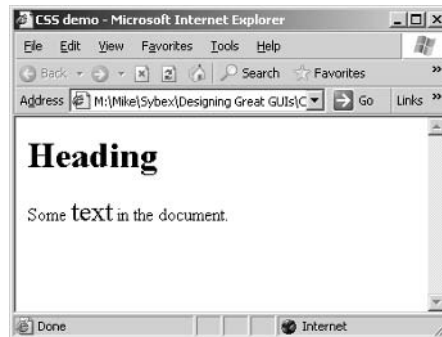 CSS demo - Microsoft Internet Explorer
File Edit View Favorites Tools Help
Back Search Favorites »
Address M:\Mike\Sybex\Designing Great GUIs\C Go Links »
Heading
Some text in the document.
Done Internet